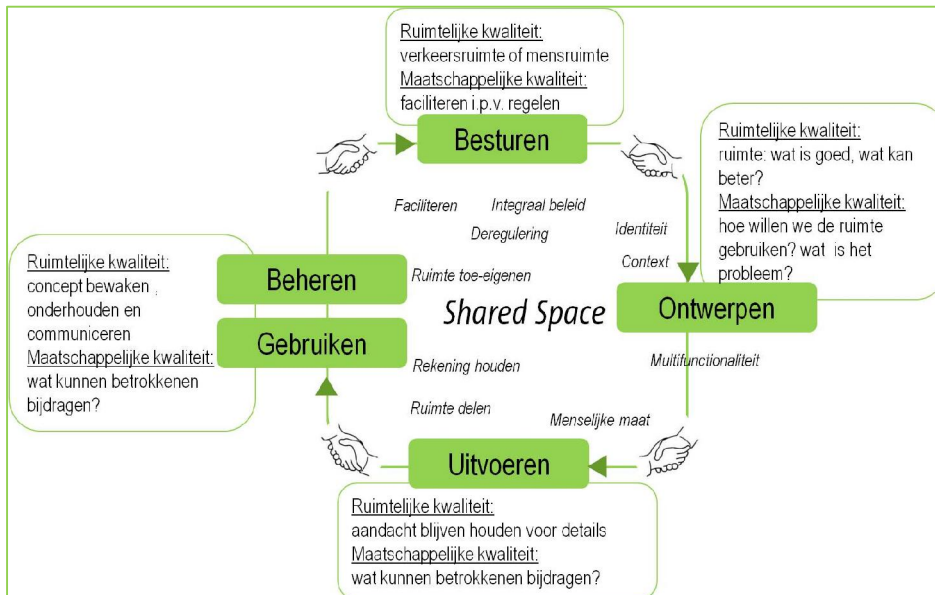 Ruimtelijke kwaliteit:
verkeersruimte of mensruimte
Maatschappelijke kwaliteit:
faciliteren i.p.v. regelen
Besturen
Ruimtelijke kwaliteit:
ruimte: wat is goed, wat kan
beter?
Maatschappelijke kwaliteit:
hoe willen we de ruimte
gebruiken? wat is het
probleem?
Faciliteren
Integraal beleid
Deregulering
Identiteit
Context
Ruimtelijke kwaliteit:
concept bewaken ,
onderhouden en
communiceren
Maatschappelijke kwaliteit:
wat kunnen betrokkenen
bijdragen?
Beheren
Ruimte toe-eigenen
Shared Space
Ontwerpen
Gebruiken
Rekening houden
Multifunctionaliteit
Ruimte delen
Menselijke maat
Uitvoeren
Ruimtelijke kwaliteit:
aandacht blijven houden voor details
Maatschappelijke kwaliteit:
wat kunnen betrokkenen bijdragen?